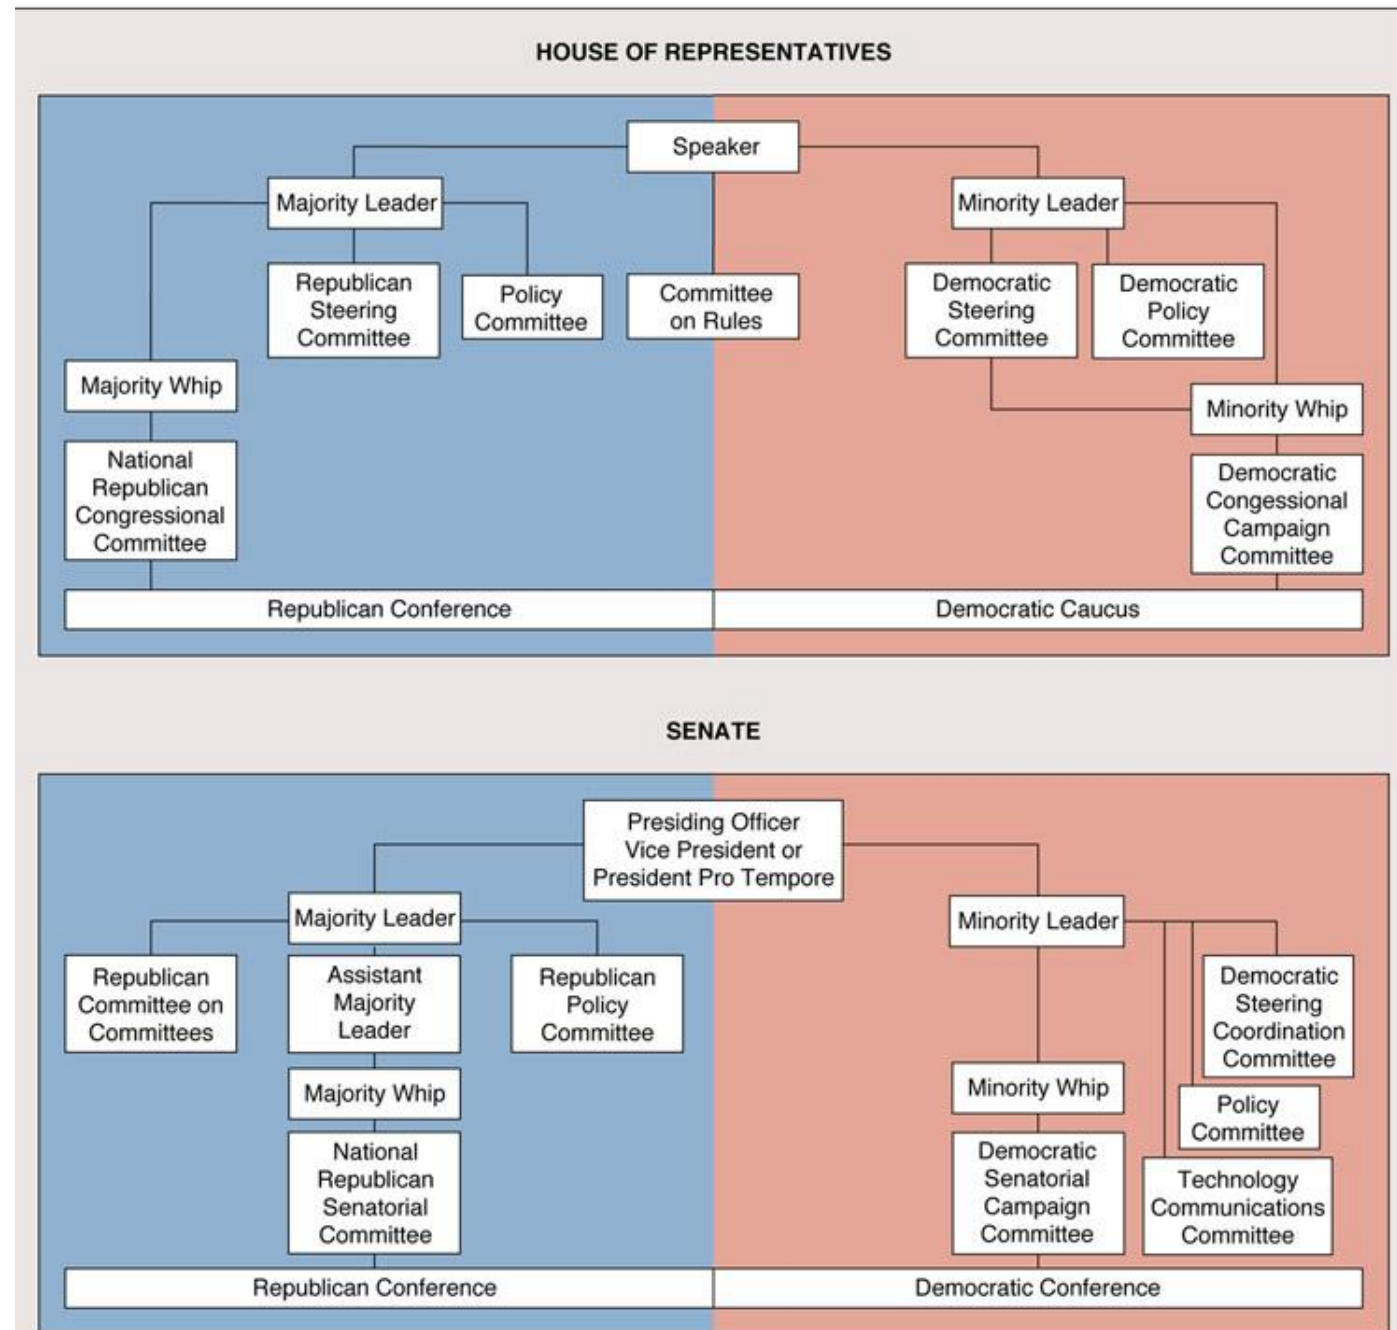 HOUSE OF REPRESENTATIVES
Speaker
Majority Leader
Minority Leader
Republican
Steering
Committee
Policy
Committee
Committee
on Rules
Democratic
Steering
Committee
Democratic
Policy
Committee
Majority Whip
Minority Whip
National
Republican
Congressional
Committee
Democratic
Congessional
Campaign
Committee
Republican Conference
Democratic Caucus
SENATE
Presiding Officer
Vice President or
President Pro Tempore
Majority Leader
Minority Leader
Republican
Committee on
Committees
Assistant
Majority
Leader
Republican
Policy
Committee
Democratic
Steering
Coordination
Committee
Majority Whip
Minority Whip
Policy
Committee
National
Republican
Senatorial
Committee
Democratic
Senatorial
Campaign
Committee
Technology
Communications
Committee
Republican Conference
Democratic Conference